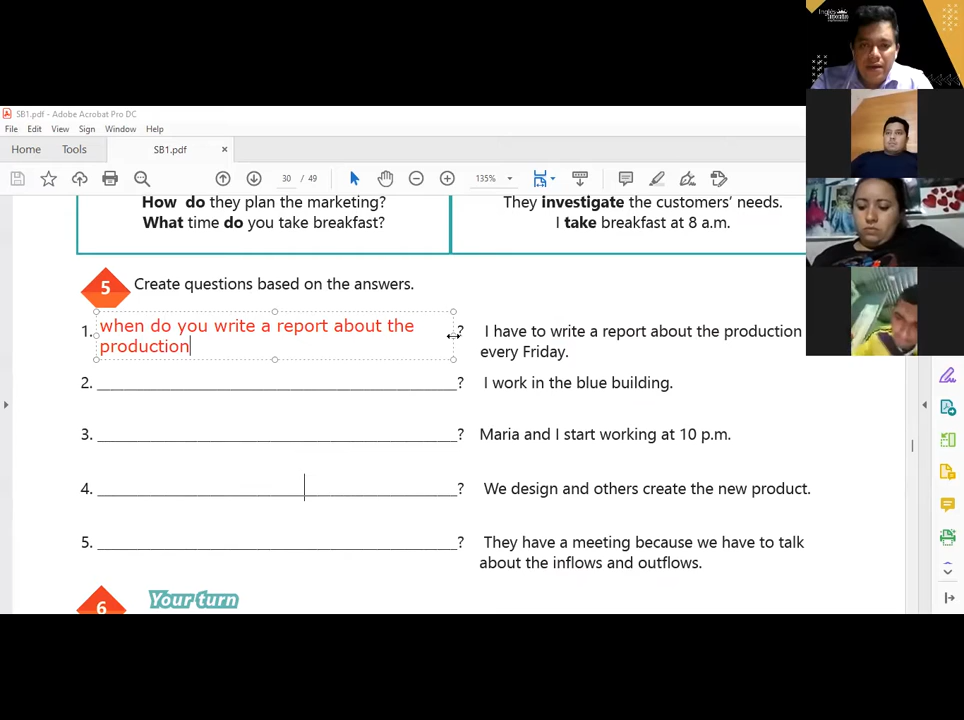 Inglés
SB1.pdf - Adobe Acrobat Pro DC
File Edit View Sign Window Help
Home Tools SB1.pdf ×
30 / 49 135%
How do they plan the marketing? They investigate the customers' needs.
What time do you take breakfast? I take breakfast at 8 a.m.
5 Create questions based on the answers.
1. when do you write a report about the production ? I have to write a report about the production every Friday.
2. ? I work in the blue building.
3. ? Maria and I start working at 10 p.m.
4. ? We design and others create the new product.
5. ? They have a meeting because we have to talk about the inflows and outflows.
6 Your turn